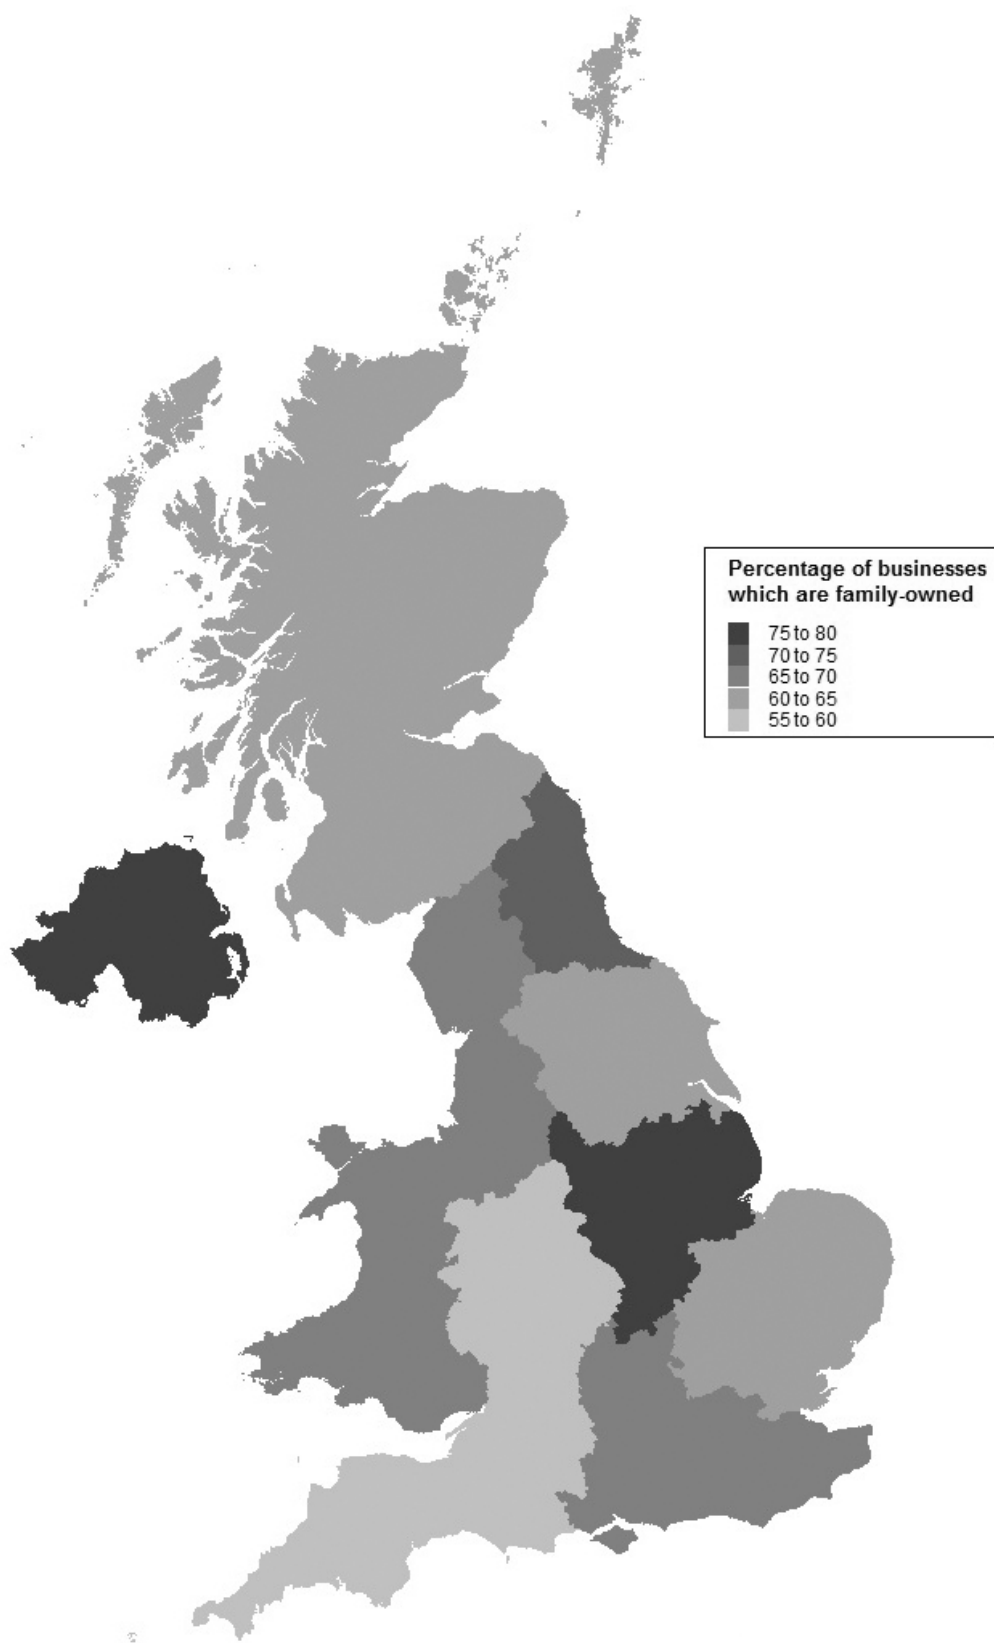 Percentage of businesses
which are family-owned
75 to 80
70 to 75
65 to 70
60 to 65
55 to 60